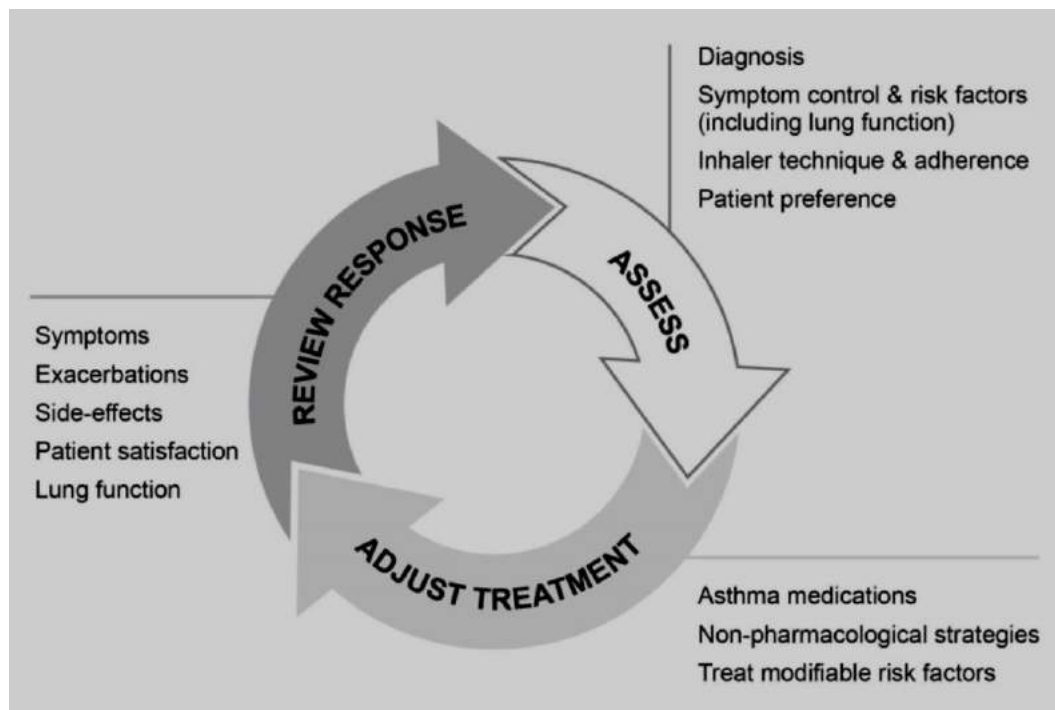 Diagnosis
Symptom control & risk factors
(including lung function)
Inhaler technique & adherence
Patient preference
ASSESS
REVIEW RESPONSE
Symptoms
Exacerbations
Side-effects
Patient satisfaction
Lung function
ADJUST TREATMENT
Asthma medications
Non-pharmacological strategies
Treat modifiable risk factors